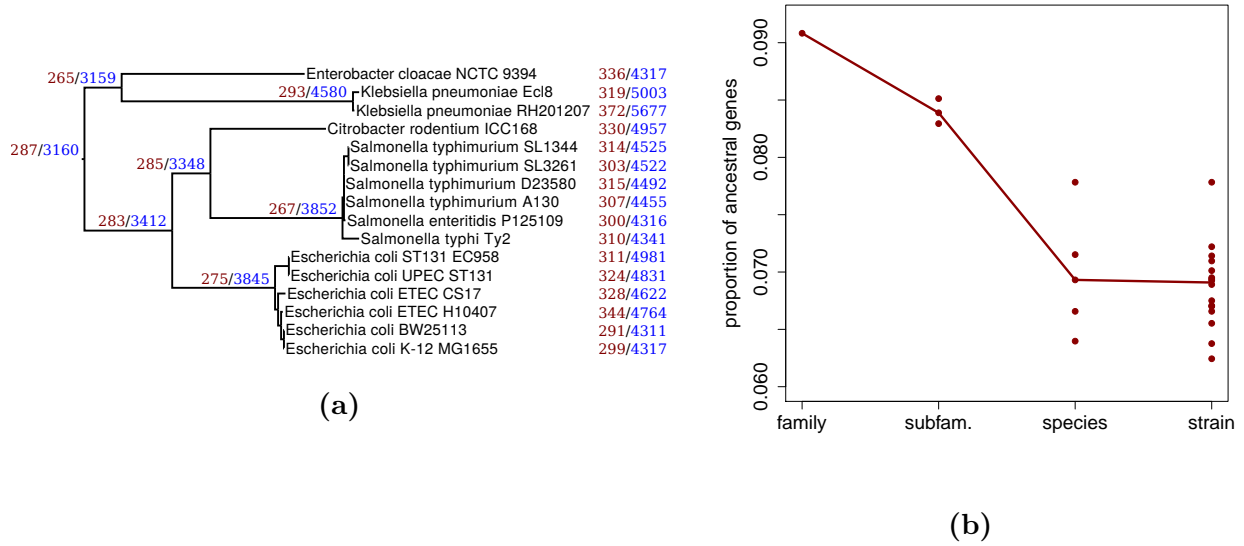 265/3159
Enterobacter cloacae NCTC 9394 336/4317
293/4580
Klebsiella pneumoniae Ecl8 319/5003
Klebsiella pneumoniae RH201207 372/5677
Citrobacter rodentium ICC168 330/4957
287/3160
285/3348
Salmonella typhimurium SL1344 314/4525
Salmonella typhimurium SL3261 303/4522
Salmonella typhimurium D23580 315/4492
267/3852
Salmonella typhimurium A130 307/4455
283/3412
Salmonella enteritidis P125109 300/4316
Salmonella typhi Ty2 310/4341
Escherichia coli ST131 EC958 311/4981
275/3845
Escherichia coli UPEC ST131 324/4831
Escherichia coli ETEC CS17 328/4622
Escherichia coli ETEC H10407 344/4764
Escherichia coli BW25113 291/4311
Escherichia coli K-12 MG1655 299/4317
(a)
proportion of ancestral genes
0.090
0.080
0.070
0.060
family subfam. species strain
(b)